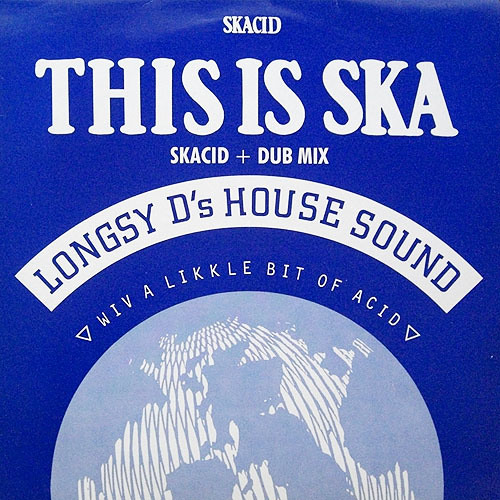 SKACID
THIS IS SKA
SKACID + DUB MIX
LONGSY D's HOUSE SOUND
WIV A LIKKLE BIT OF ACID